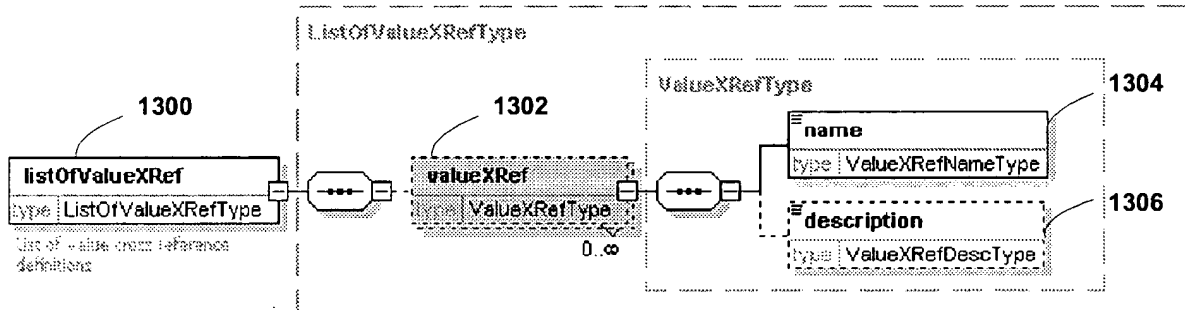 ListOfValueXRefType
ValueXRefType
1300
1302
1304
listOfValueXRef
type ListOfValueXRefType
List of value cross reference
definitions
valueXRef
type ValueXRefType
0..∞
name
type ValueXRefNameType
1306
description
type ValueXRefDescType